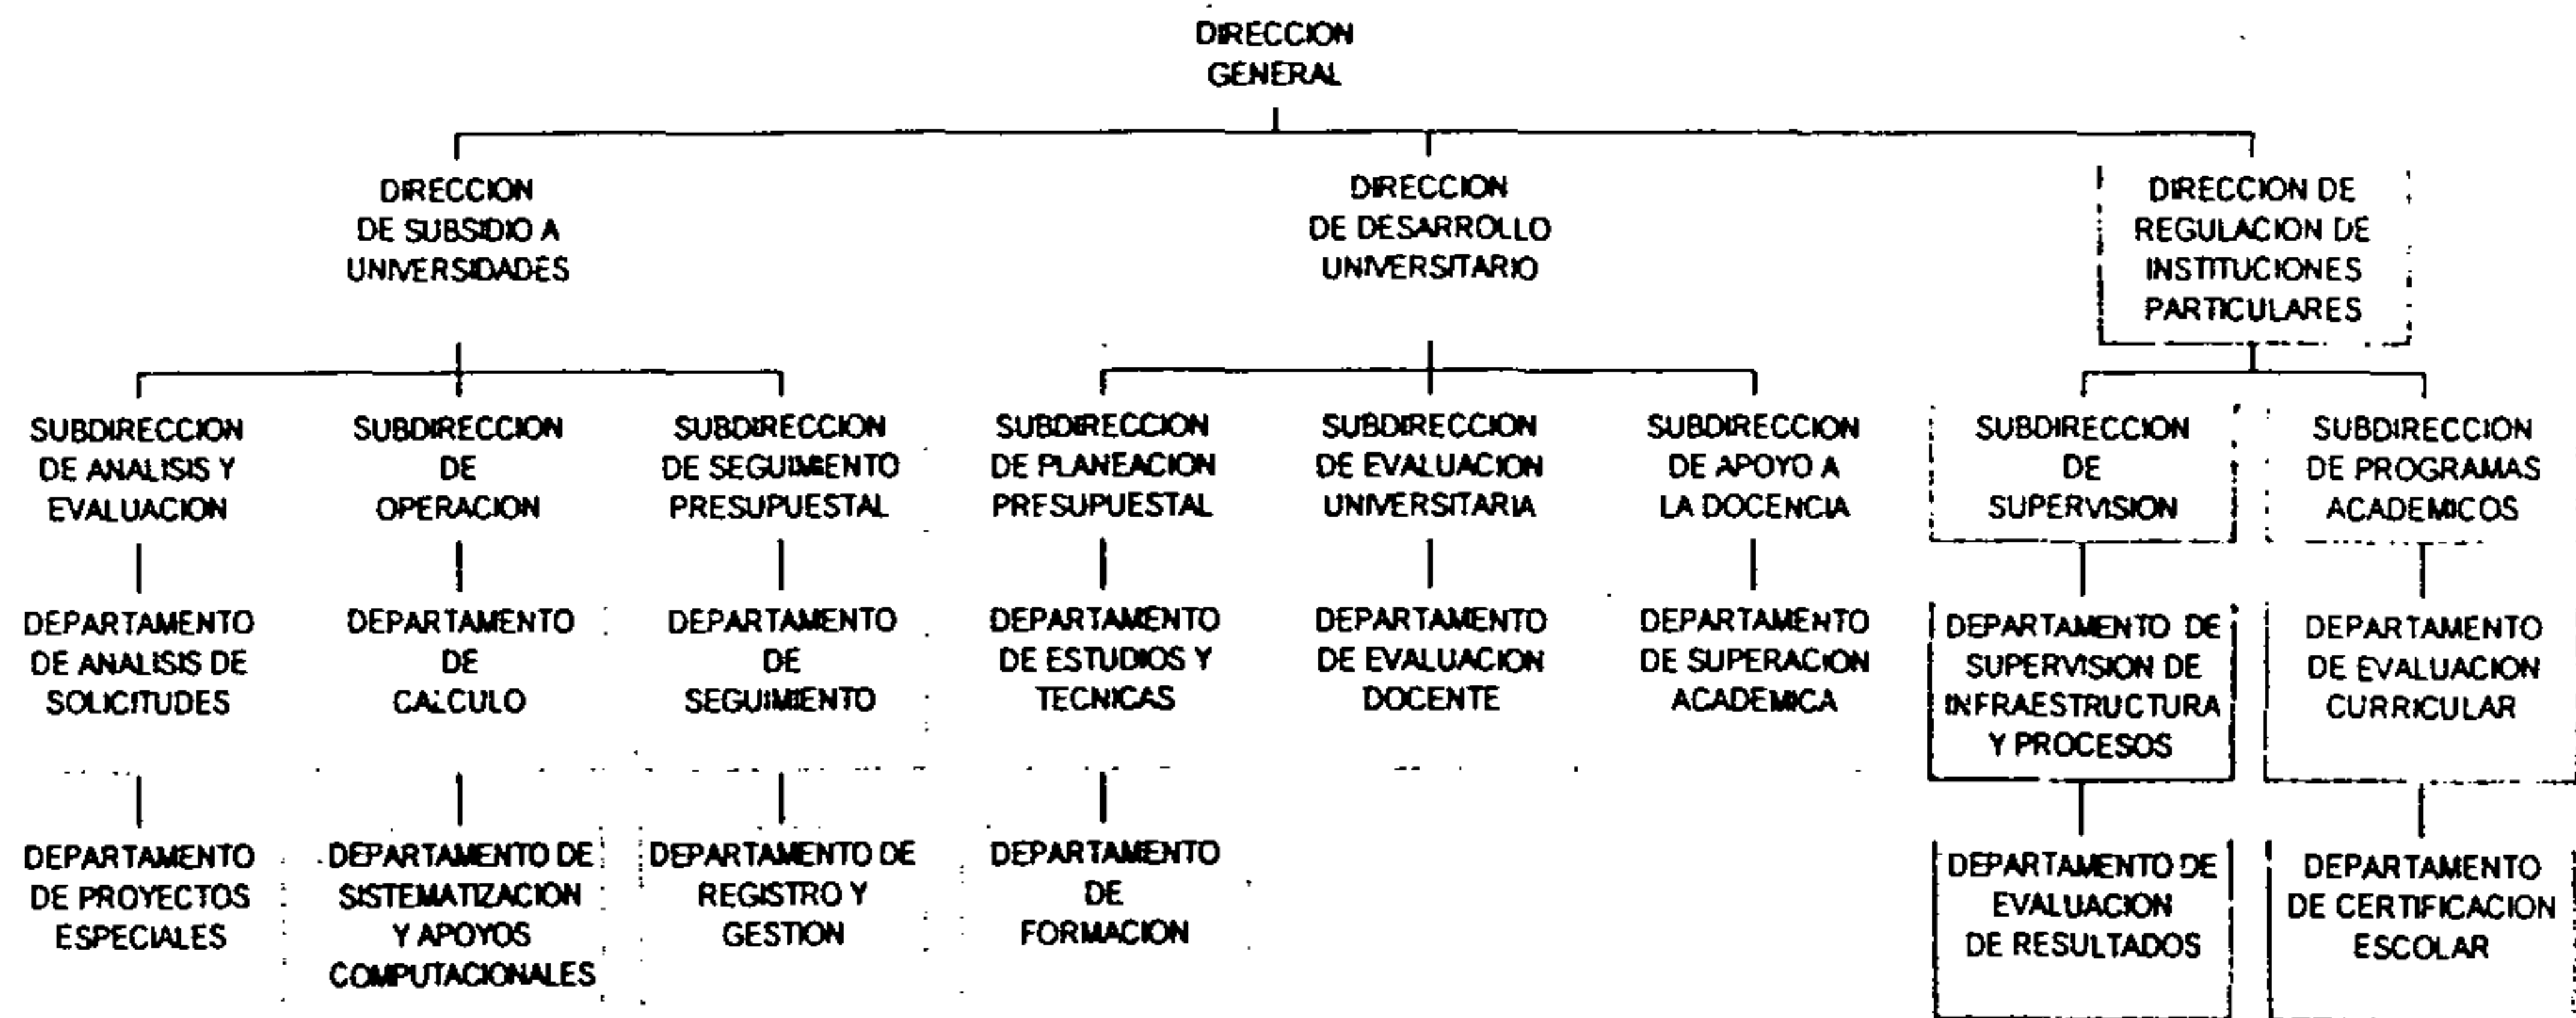 DIRECCION
GENERAL
DIRECCION
DE SUBSIDIO A
UNIVERSIDADES
DIRECCION
DE DESARROLLO
UNIVERSITARIO
DIRECCION DE
REGULACION DE
INSTITUCIONES
PARTICULARES
SUBDIRECCION
DE ANALISIS Y
EVALUACION
SUBDIRECCION
DE
OPERACION
SUBDIRECCION
DE SEGUIMIENTO
PRESUPUESTAL
SUBDIRECCION
DE PLANEACION
PRESUPUESTAL
SUBDIRECCION
DE EVALUACION
UNIVERSITARIA
SUBDIRECCION
DE APOYO A
LA DOCENCIA
SUBDIRECCION
DE
SUPERVISION
SUBDIRECCION
DE PROGRAMAS
ACADEMICOS
DEPARTAMENTO
DE ANALISIS DE
SOLICITUDES
DEPARTAMENTO
DE
CALCULO
DEPARTAMENTO
DE
SEGUIMIENTO
DEPARTAMENTO
DE ESTUDIOS Y
TECNICAS
DEPARTAMENTO
DE EVALUACION
DOCENTE
DEPARTAMENTO
DE SUPERACION
ACADEMICA
DEPARTAMENTO DE
SUPERVISION DE
INFRAESTRUCTURA
Y PROCESOS
DEPARTAMENTO
DE EVALUACION
CURRICULAR
DEPARTAMENTO
DE PROYECTOS
ESPECIALES
DEPARTAMENTO DE
SISTEMATIZACION
Y APOYOS
COMPUTACIONALES
DEPARTAMENTO DE
REGISTRO Y
GESTION
DEPARTAMENTO
DE
FORMACION
DEPARTAMENTO DE
EVALUACION
DE RESULTADOS
DEPARTAMENTO
DE CERTIFICACION
ESCOLAR